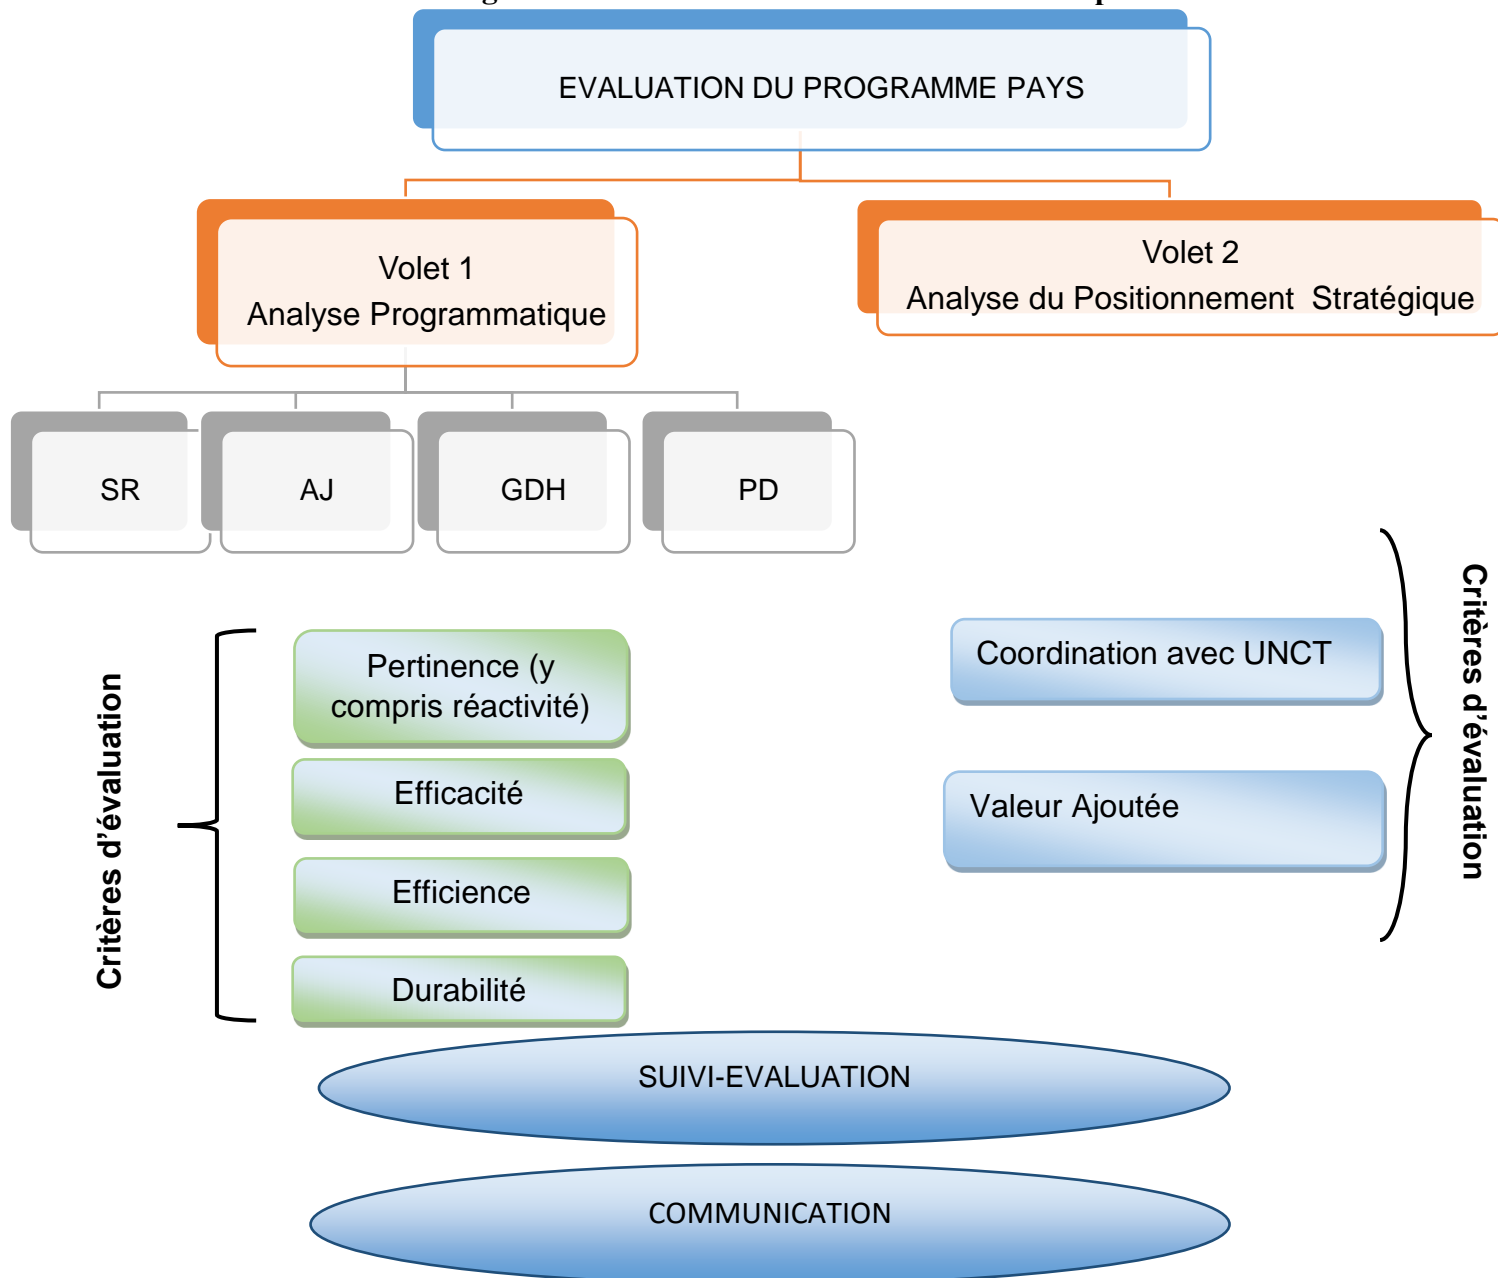 EVALUATION DU PROGRAMME PAYS
Volet 1
Analyse Programmatique
Volet 2
Analyse du Positionnement Stratégique
SR
AJ
GDH
PD
Critères d'évaluation
Pertinence (y
compris réactivité)
Efficacité
Efficience
Durabilité
Coordination avec UNCT
Valeur Ajoutée
Critères d'évaluation
SUIVI-EVALUATION
COMMUNICATION